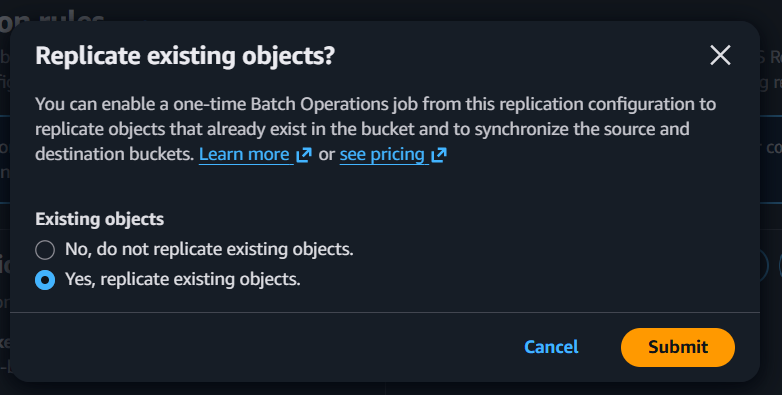 on rules
Replicate existing objects?
You can enable a one-time Batch Operations job from this replication configuration to
replicate objects that already exist in the bucket and to synchronize the source and
destination buckets. Learn more or see pricing
Existing objects
No, do not replicate existing objects.
Yes, replicate existing objects.
Cancel
Submit